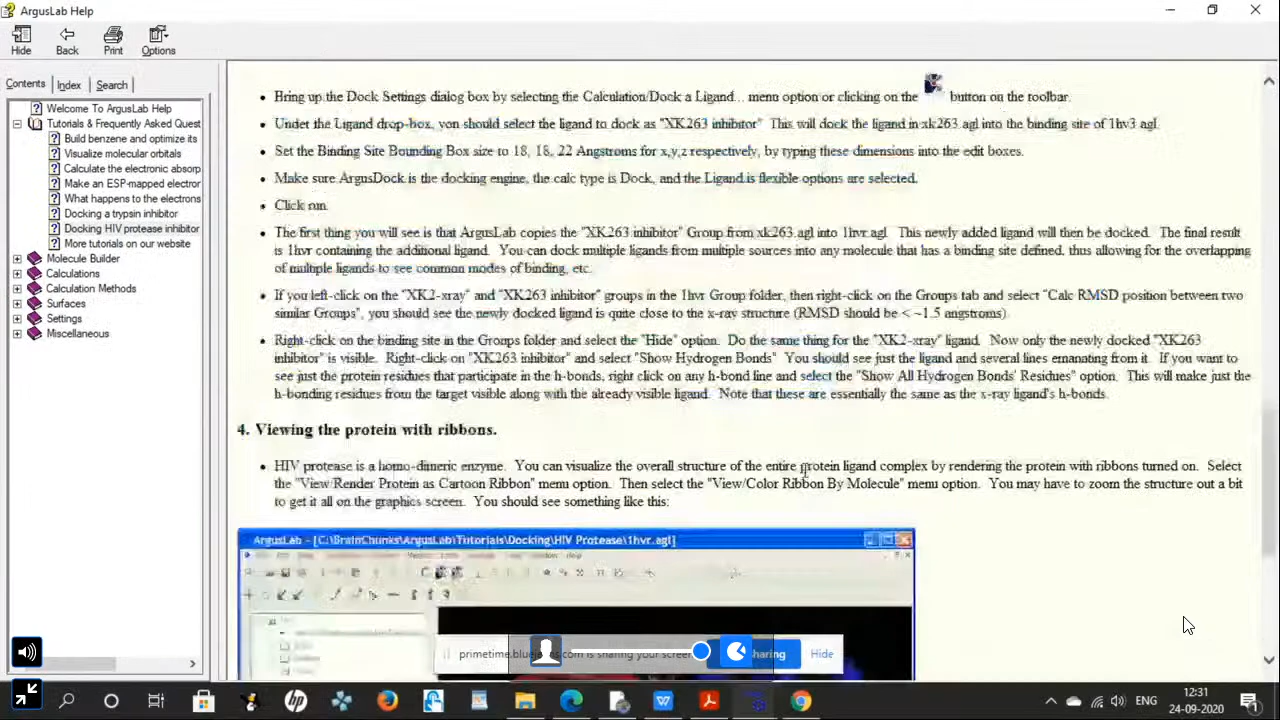 ArgusLab Help
Hide Back Print Options
Contents Index Search
Welcome To ArgusLab Help
Tutorials & Frequently Asked Quest
Build benzene and optimize its
Visualize molecular orbitals
Calculate the electronic absorp
Make an ESP-mapped electror
What happens to the electrons
Docking a trypsin inhibitor
Docking HIV protease inhibitor
More tutorials on our website
Molecule Builder
Calculations
Calculation Methods
Surfaces
Settings
Miscellaneous
Bring up the Dock Settings dialog box by selecting the Calculation/Dock a Ligand... menu option or clicking on the button on the toolbar.
Under the Ligand drop-box, you should select the ligand to dock as "XK263 inhibitor" This will dock the ligand in xk263.agl into the binding site of 1hv3.agl.
Set the Binding Site Bounding Box size to 18, 18, 22 Angstroms for x,y,z respectively, by typing these dimensions into the edit boxes.
Make sure ArgusDock is the docking engine, the calc type is Dock, and the Ligand is flexible options are selected.
Click run.
The first thing you will see is that ArgusLab copies the "XK263 inhibitor" Group from xk263.agl into 1hvr.agl. This newly added ligand will then be docked. The final result
is 1hvr containing the additional ligand. You can dock multiple ligands from multiple sources into any molecule that has a binding site defined, thus allowing for the overlapping
of multiple ligands to see common modes of binding, etc.
If you left-click on the "XK2-xray" and "XK263 inhibitor" groups in the 1hvr Group folder, then right-click on the Groups tab and select "Calc RMSD position between two
similar Groups", you should see the newly docked ligand is quite close to the x-ray structure (RMSD should be < ~1.5 angstroms).
Right-click on the binding site in the Groups folder and select the "Hide" option. Do the same thing for the "XK2-xray" ligand. Now only the newly docked "XK263
inhibitor" is visible. Right-click on "XK263 inhibitor" and select "Show Hydrogen Bonds" You should see just the ligand and several lines emanating from it. If you want to
see just the protein residues that participate in the h-bonds, right click on any h-bond line and select the "Show All Hydrogen Bonds' Residues" option. This will make just the
h-bonding residues from the target visible along with the already visible ligand. Note that these are essentially the same as the x-ray ligand's h-bonds.
4. Viewing the protein with ribbons.
HIV protease is a homo-dimeric enzyme. You can visualize the overall structure of the entire protein ligand complex by rendering the protein with ribbons turned on. Select
the "View/Render Protein as Cartoon Ribbon" menu option. Then select the "View/Color Ribbon By Molecule" menu option. You may have to zoom the structure out a bit
to get it all on the graphics screen. You should see something like this:
ArgusLab - [C:\BrainChunks\ArgusLab\Tutorials\Docking\HIV Protease\1hvr.agl]
Help
primetime.blueje s.com is sharing your screen haring Hide
ENG
12:31
24-09-2020